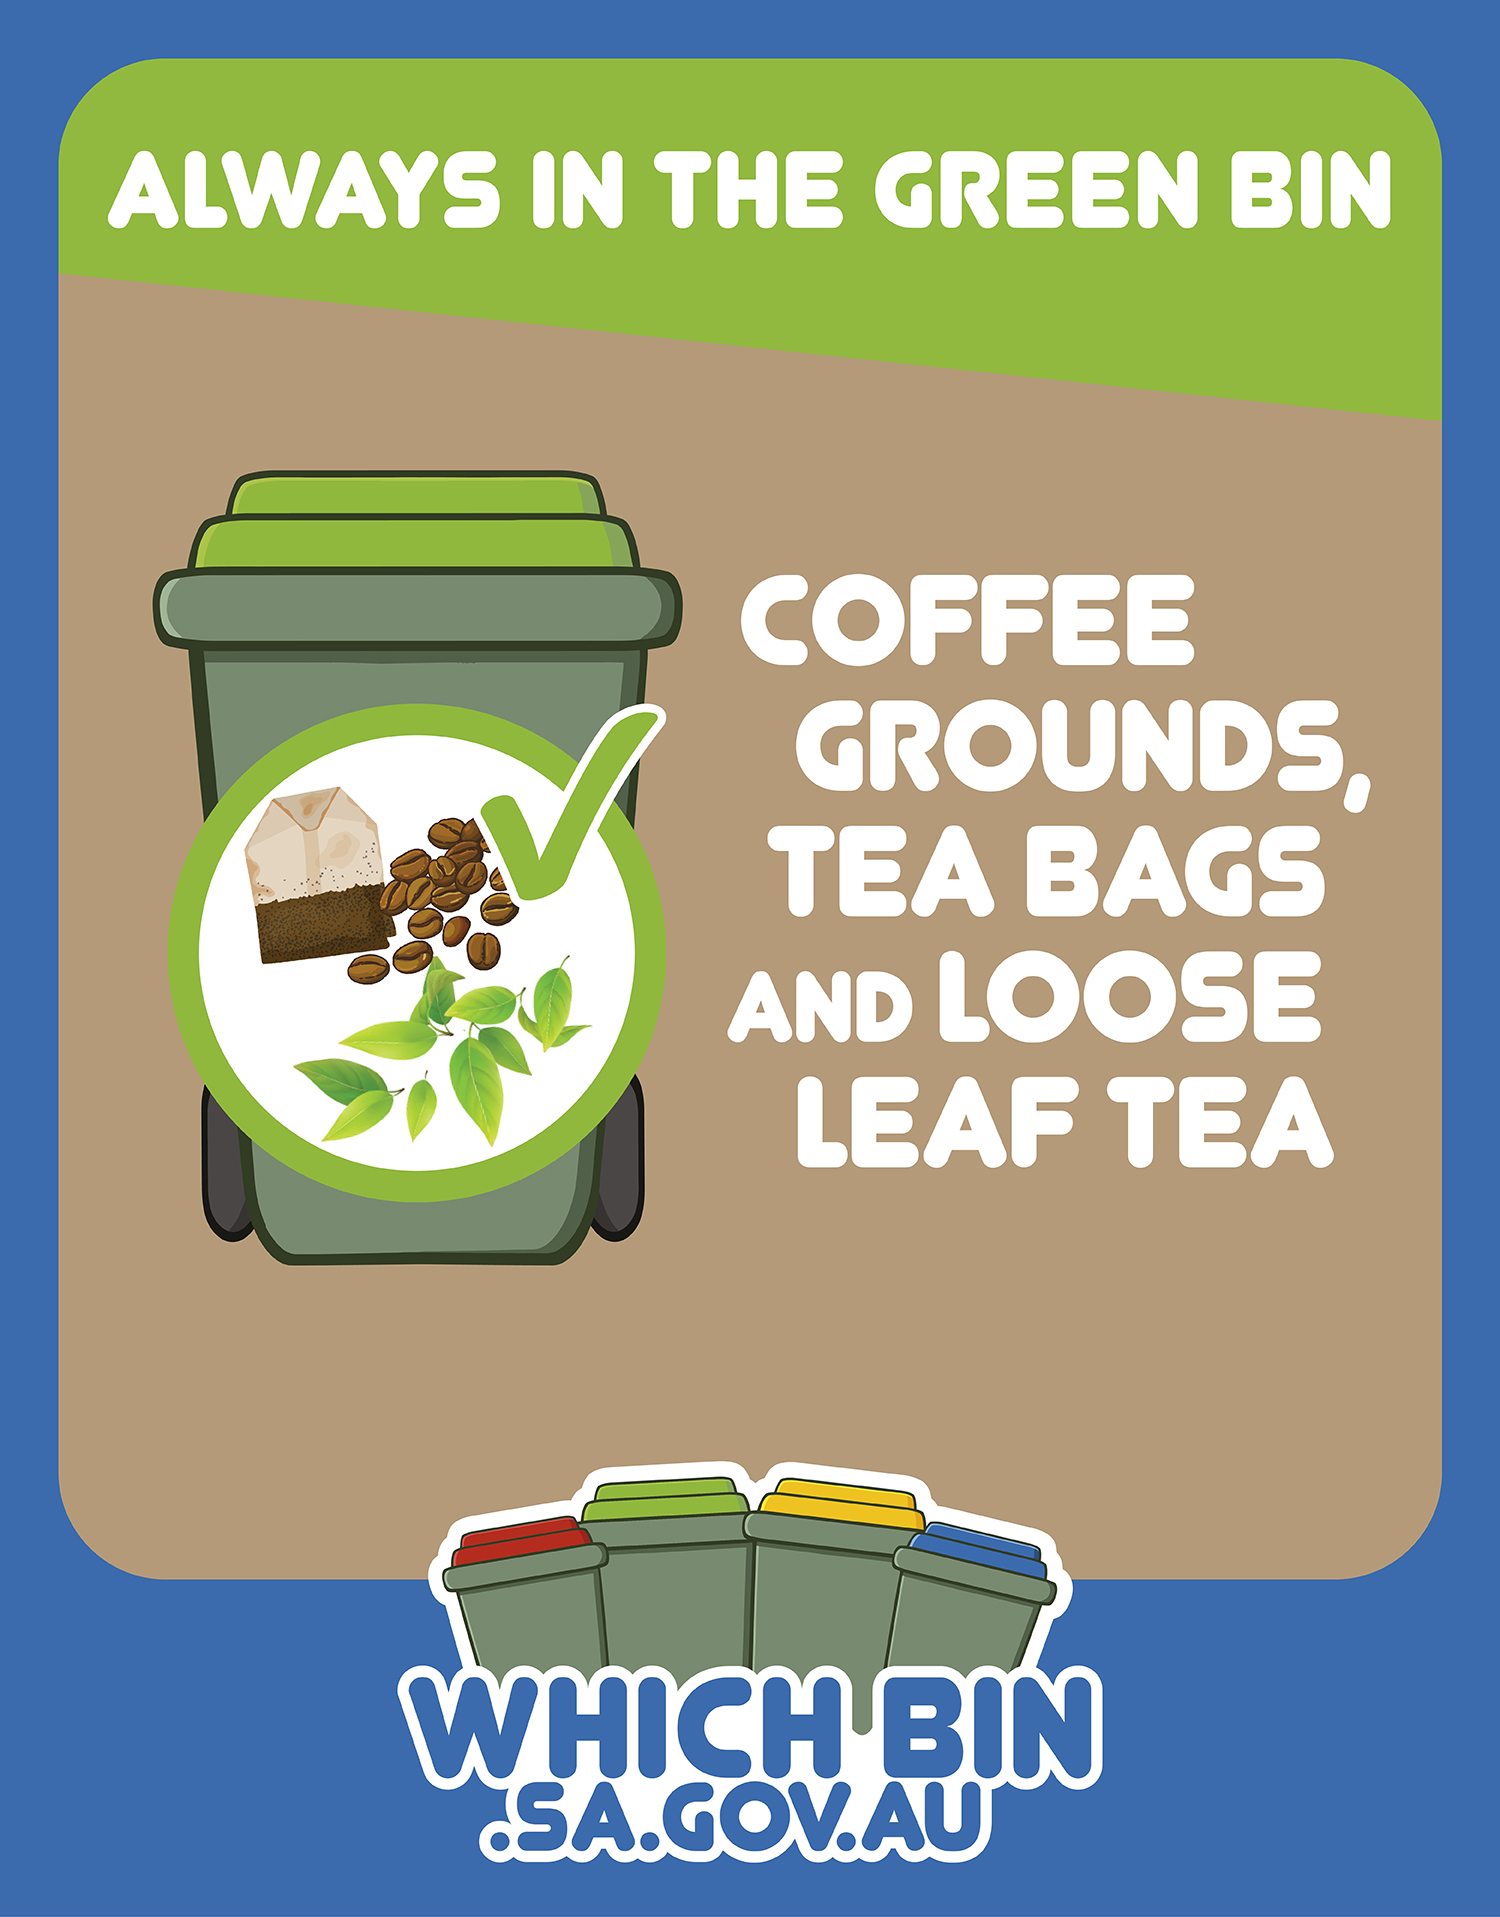 ALWAYS IN THE GREEN BIN
COFFEE
GROUNDS,
TEA BAGS
AND LOOSE
LEAF TEA
WHICH BIN
.SA.GOV.AU